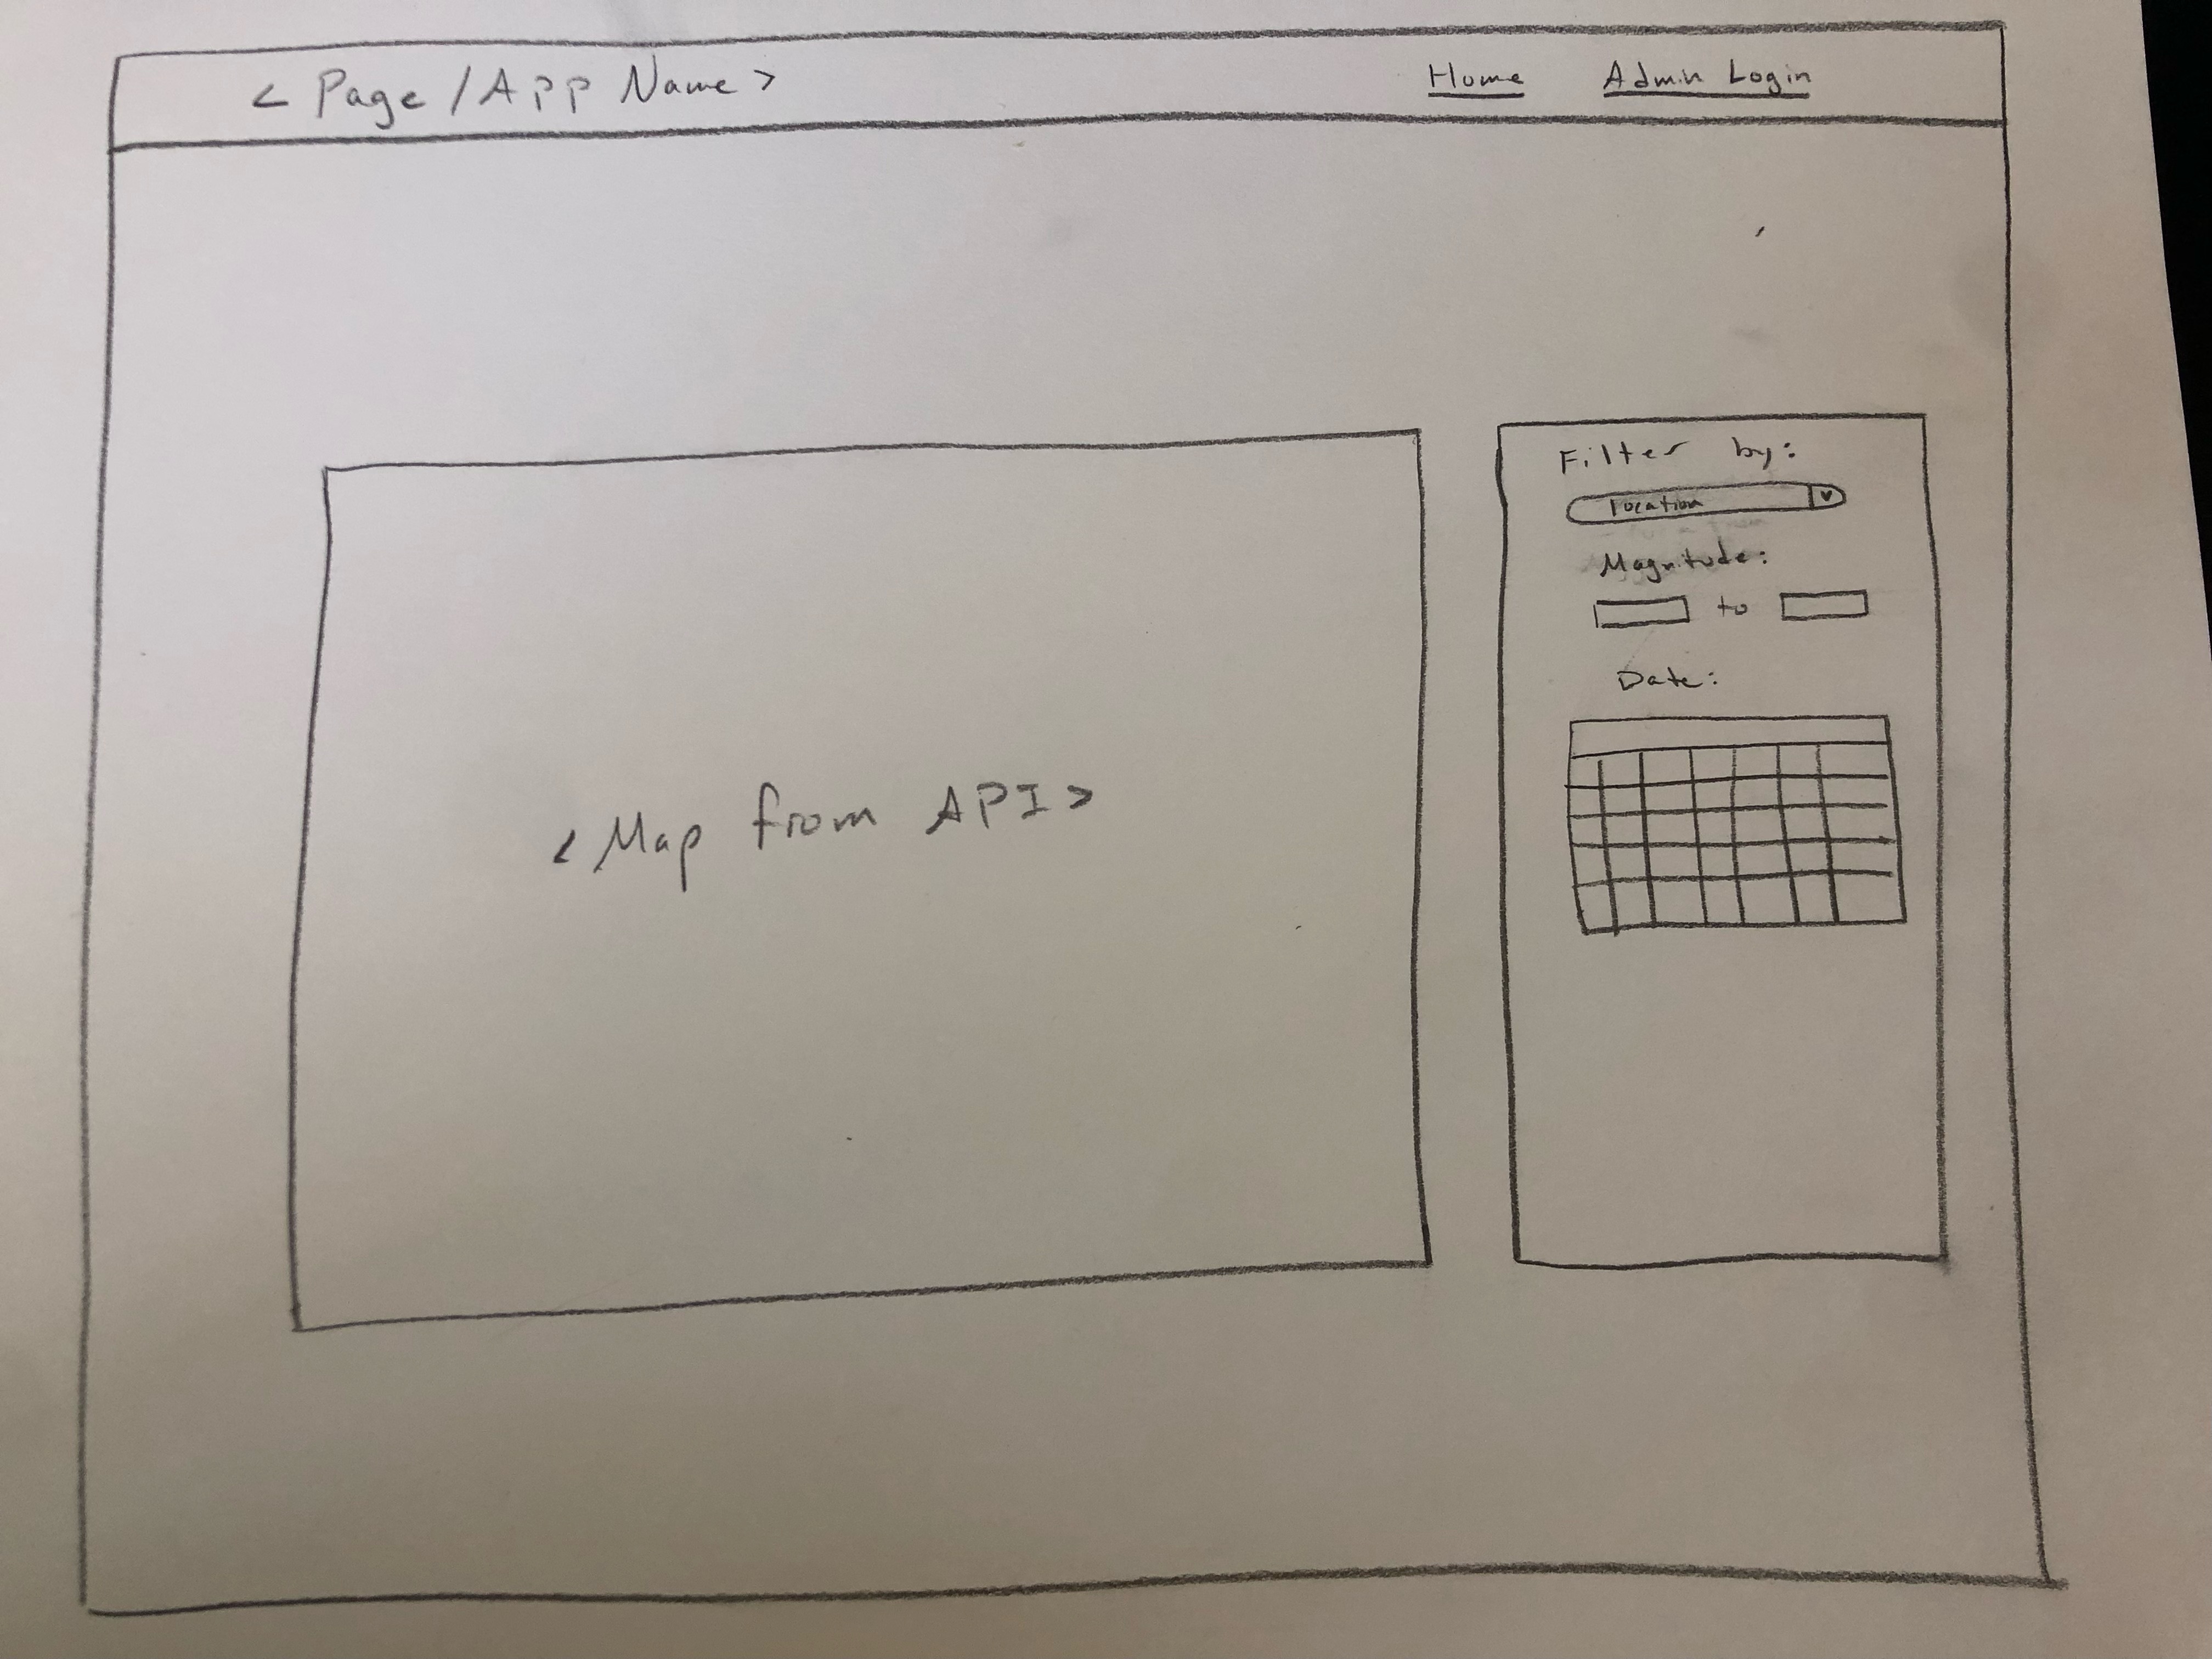 < Page / App Name >
Home
Admin Login
Filter by:
location
Magnitude:
to
Date:
< Map from API >